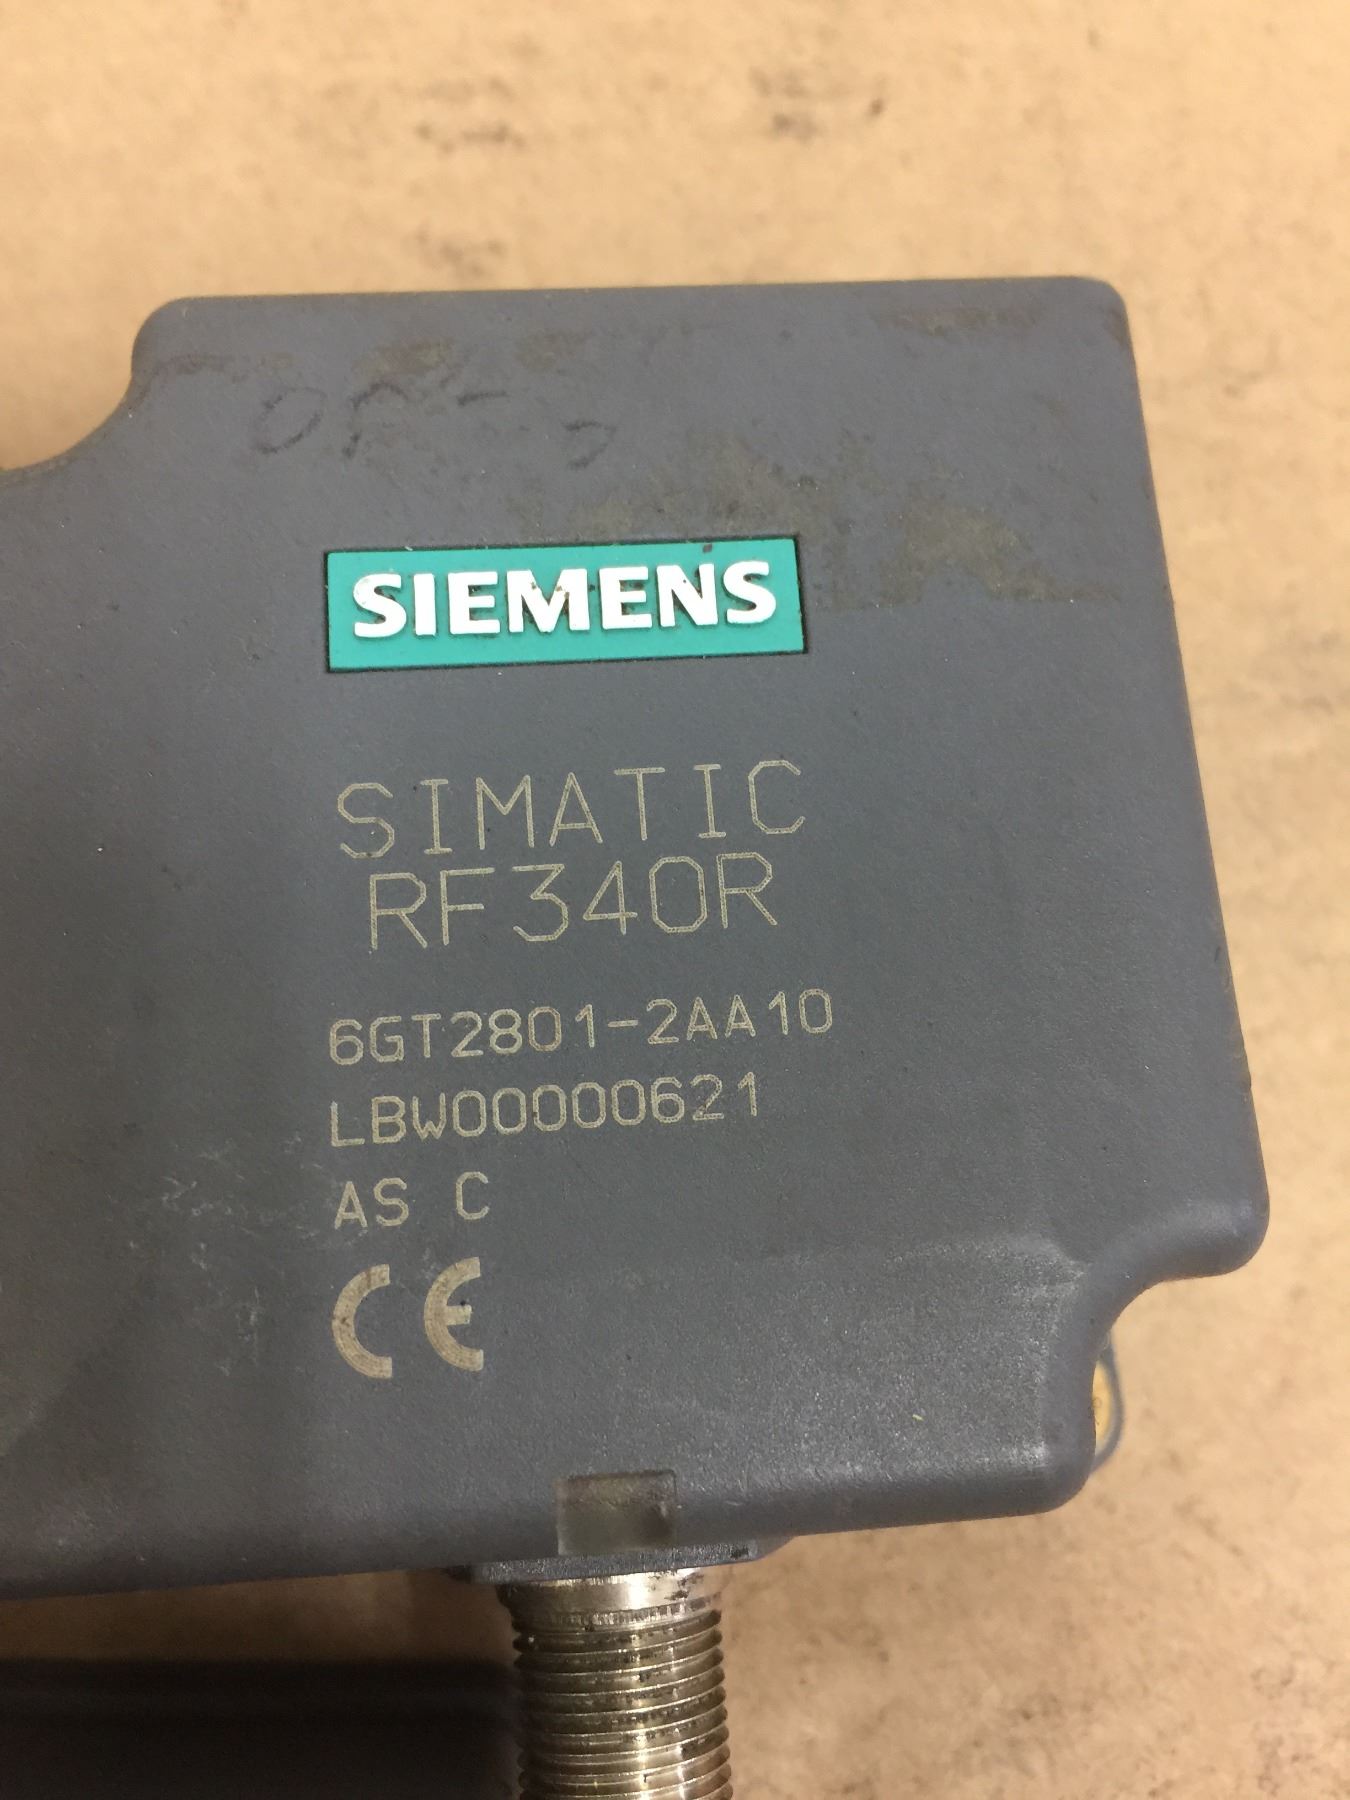 SIEMENS
SIMATIC
RF340R
6GT2801-2AA10
LBW00000621
AS C
CE